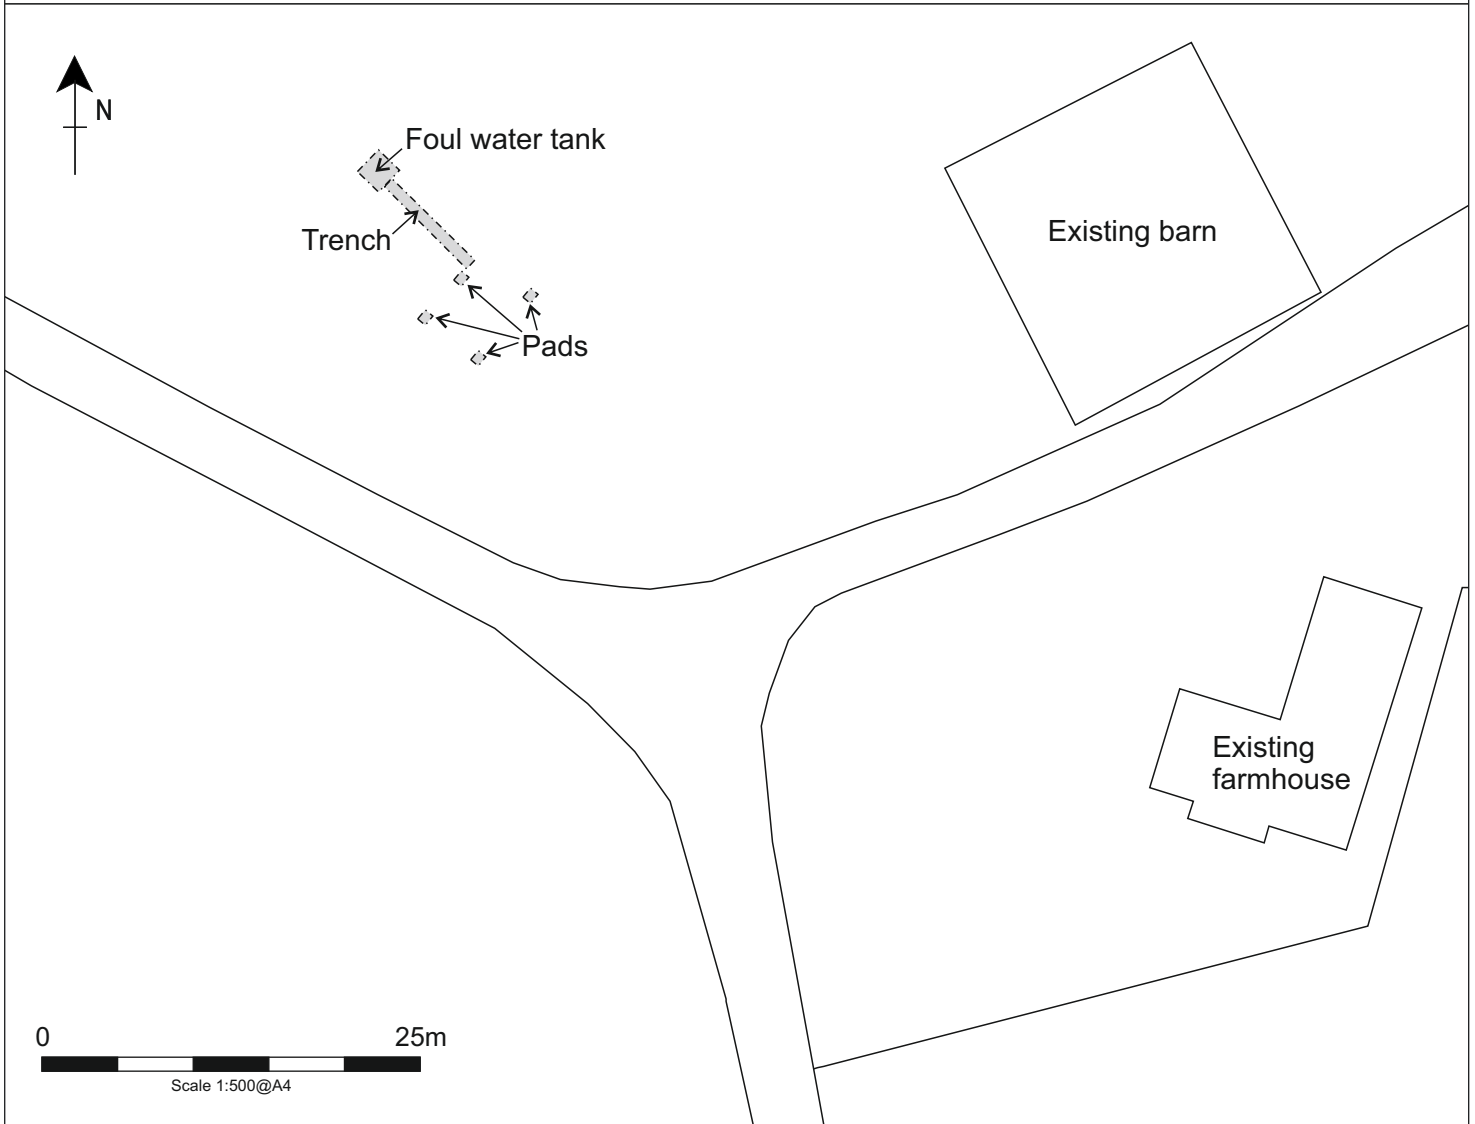 N
Foul water tank
Trench
Existing barn
Pads
Existing
farmhouse
0 25m
Scale 1:500@A4